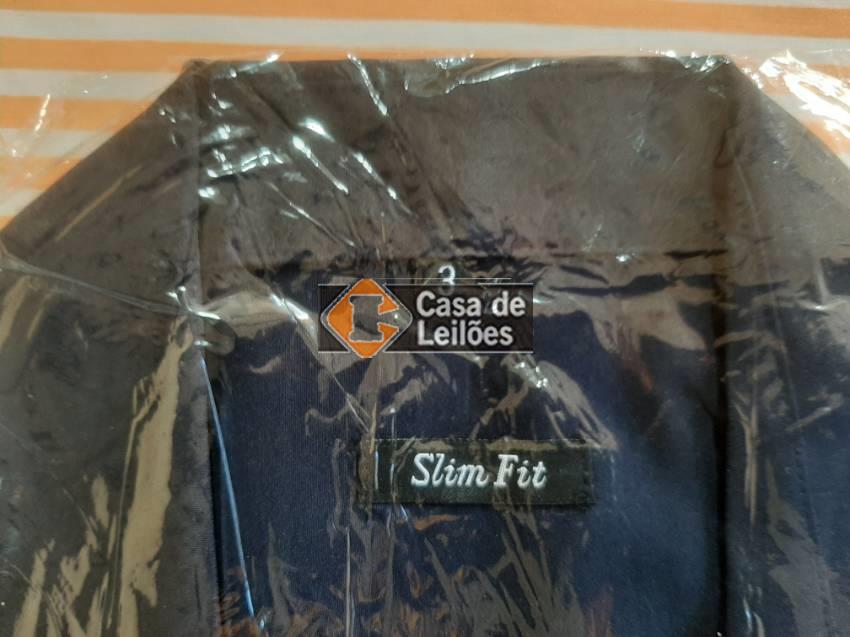 3
Casa de
Leilões
Slim Fit